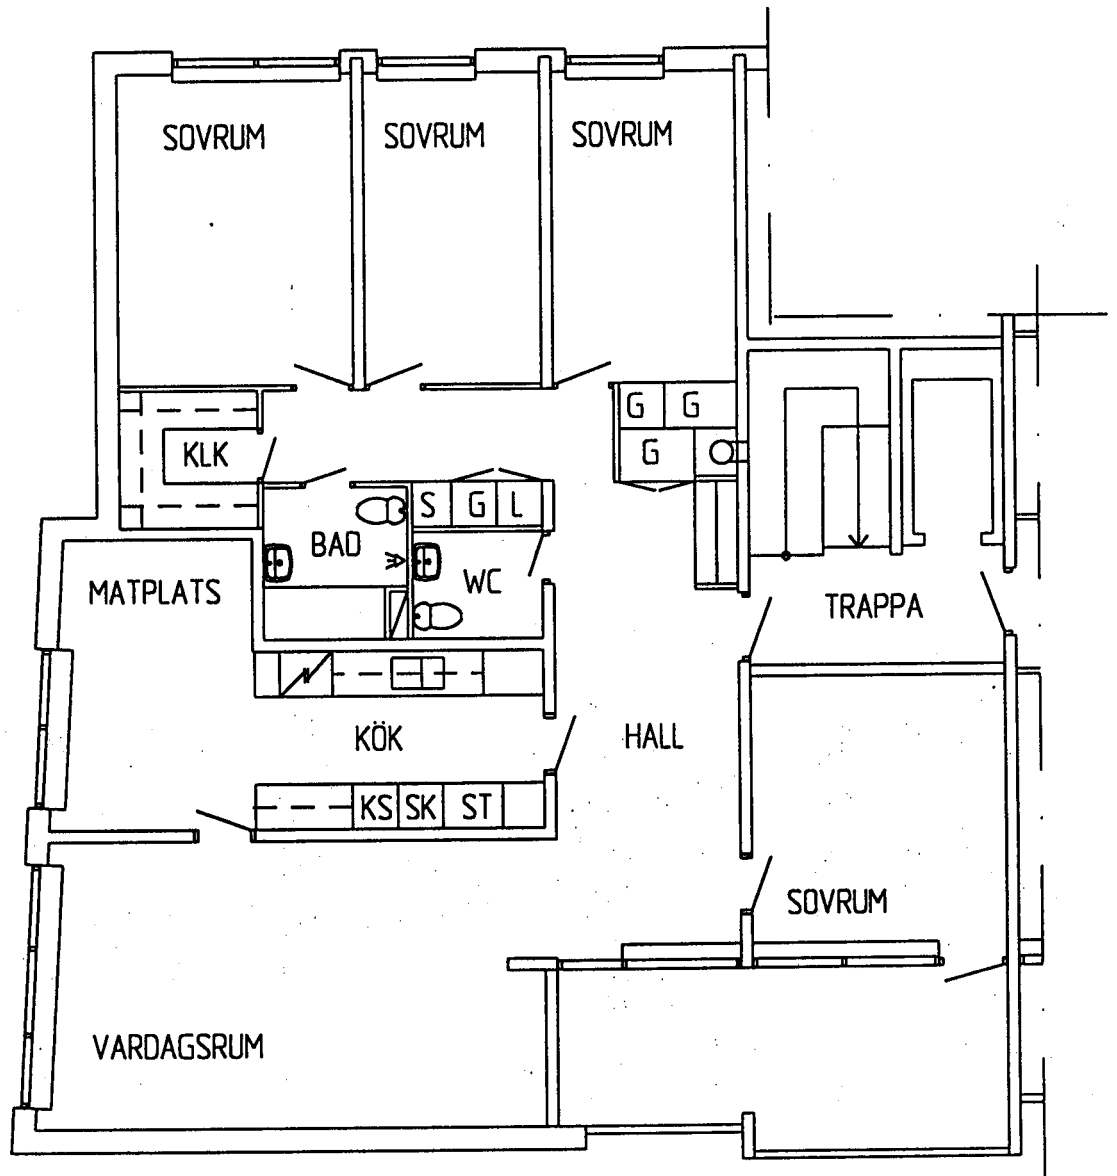 SOVRUM SOVRUM SOVRUM
G G
KLK G
S G L
BAD
WC
MATPLATS
TRAPPA
KÖK HALL
KS SK ST
SOVRUM
VARDAGSRUM